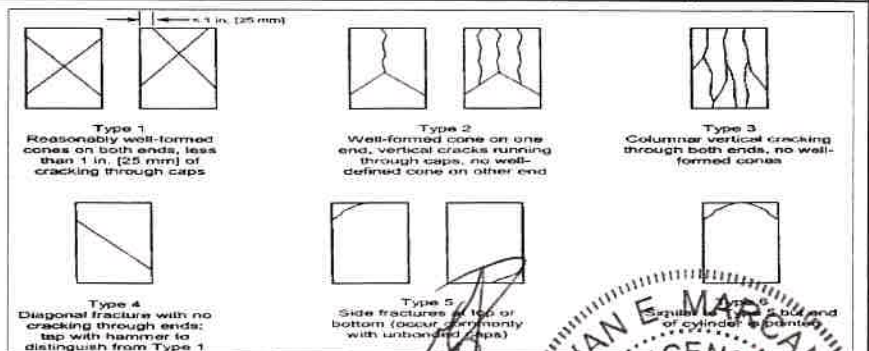 < 1 in. [25 mm]
Type 1
Reasonably well-formed
cones on both ends, less
than 1 in. [25 mm] of
cracking through caps
Type 2
Well-formed cone on one
end, vertical cracks running
through caps, no well-
defined cone on other end
Type 3
Columnar vertical cracking
through both ends, no well-
formed cones
Type 4
Diagonal fracture with no
cracking through ends;
tap with hammer to
distinguish from Type 1
Type 5
Side fractures at top or
bottom (occur commonly
with unbonded caps)
Type 6
Similar to Type 5 but end
of cylinder is pointed
E. MARCA